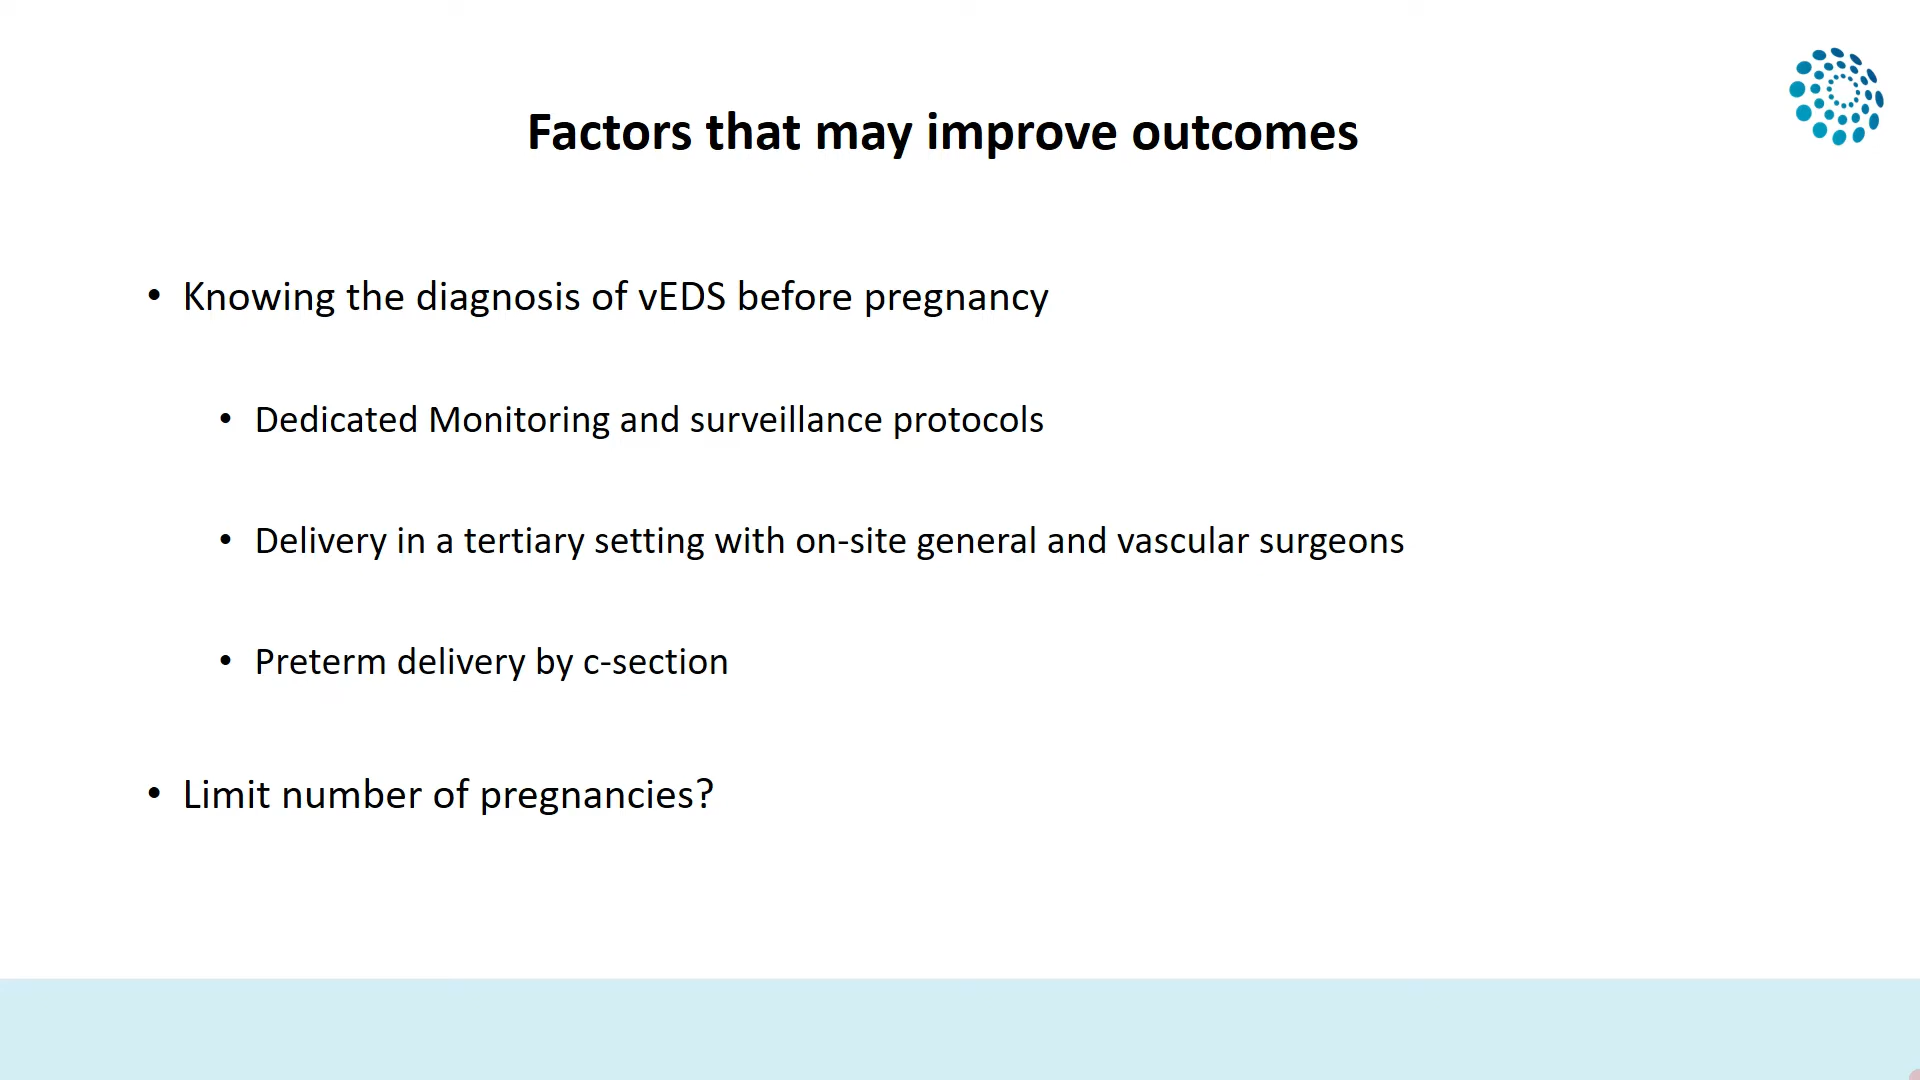 Factors that may improve outcomes
• Knowing the diagnosis of vEDS before pregnancy
• Dedicated Monitoring and surveillance protocols
• Delivery in a tertiary setting with on-site general and vascular surgeons
• Preterm delivery by c-section
• Limit number of pregnancies?